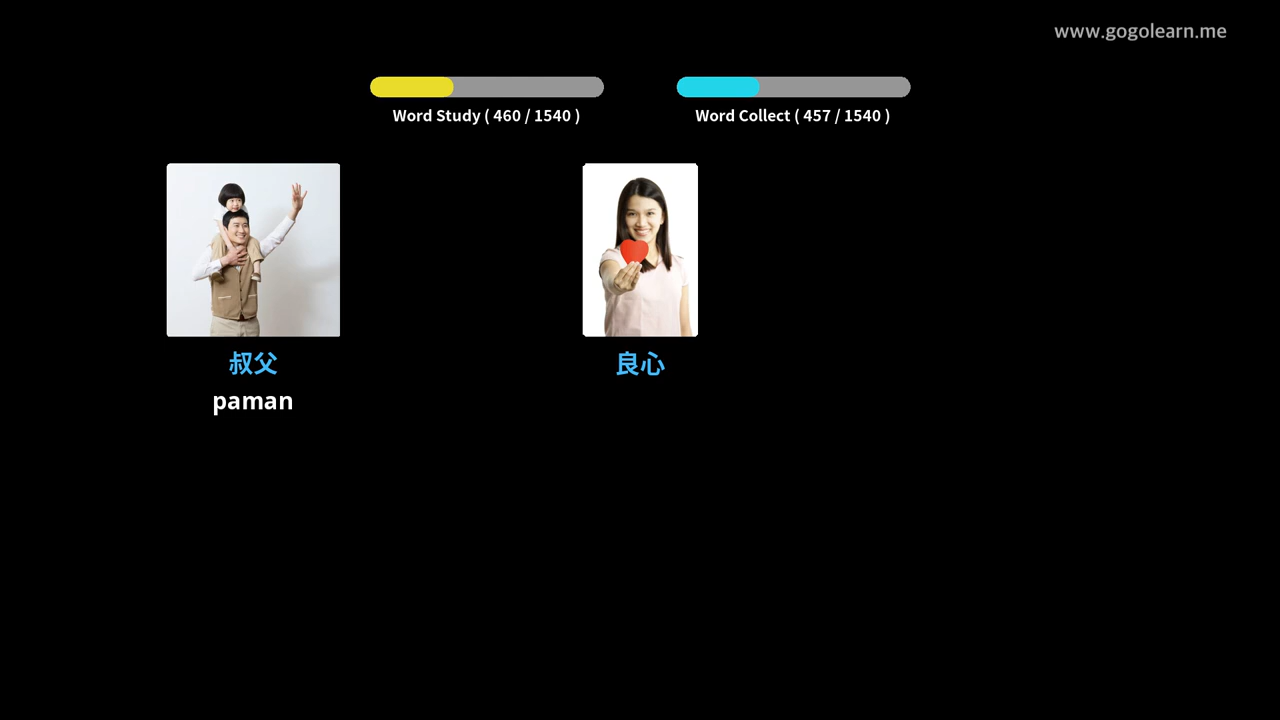 www.gogolearn.me
Word Study ( 460 / 1540 )
Word Collect ( 457 / 1540 )
叔父
良心
paman